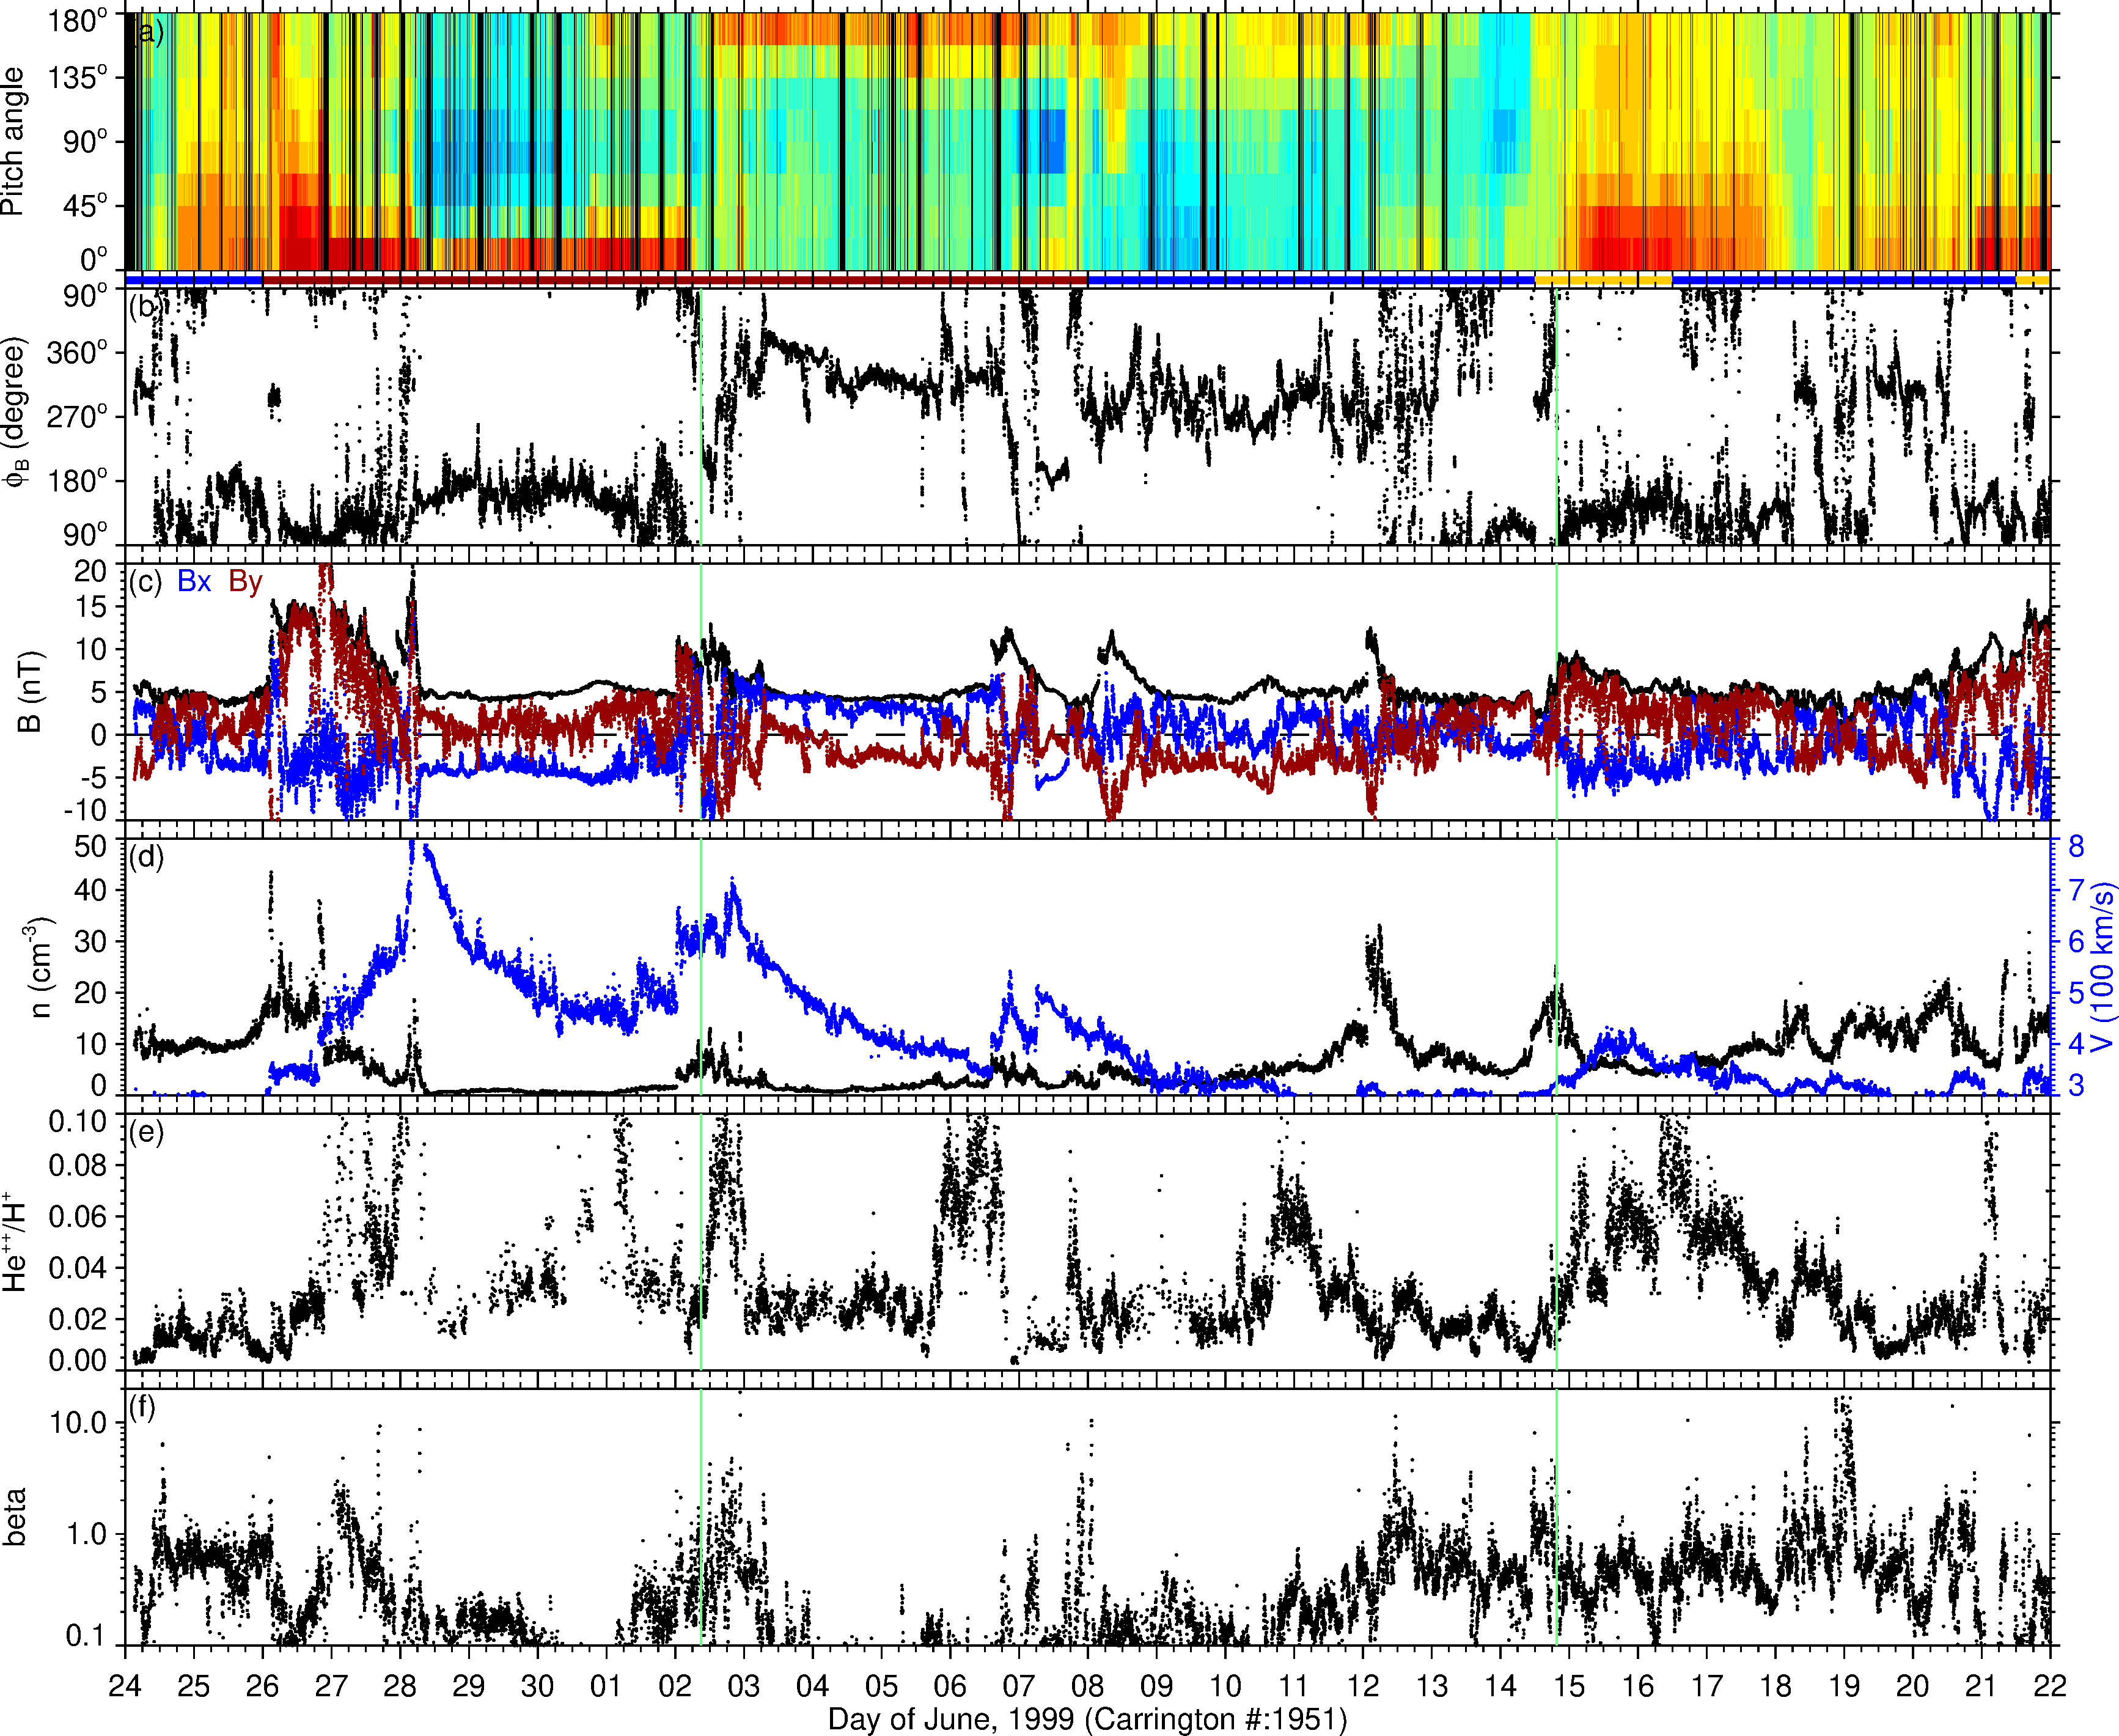 (a)
180°
135°
90°
45°
0°
Pitch angle
(b)
90°
360°
270°
180°
90°
ϕB (degree)
(c) Bx By
20
15
10
5
0
-5
-10
B (nT)
(d)
50
40
30
20
10
0
n (cm-3)
8
7
6
5
4
3
V (100 km/s)
(e)
0.10
0.08
0.06
0.04
0.02
0.00
He++/H+
(f)
10.0
1.0
0.1
beta
24 25 26 27 28 29 30 01 02 03 04 05 06 07 08 09 10 11 12 13 14 15 16 17 18 19 20 21 22
Day of June, 1999 (Carrington #:1951)